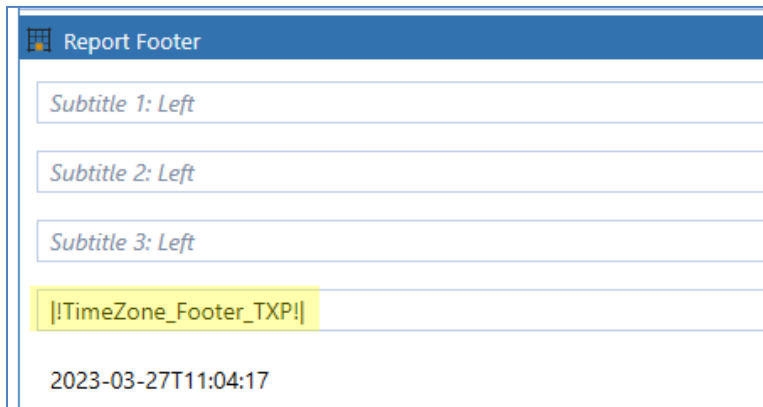 Report Footer
Subtitle 1: Left
Subtitle 2: Left
Subtitle 3: Left
|!TimeZone_Footer_TXP!|
2023-03-27T11:04:17